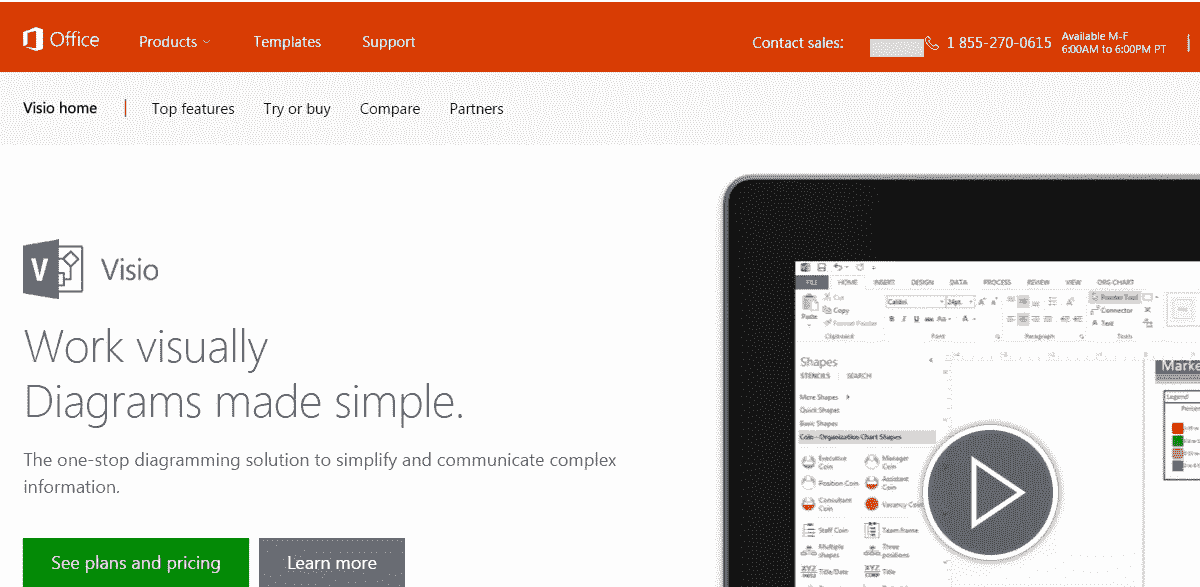 Office
Products
Templates
Support
Contact sales:
1 855-270-0615
Available M-F
6:00AM to 6:00PM PT
Visio home
Top features
Try or buy
Compare
Partners
V
Visio
Work visually
Diagrams made simple.
The one-stop diagramming solution to simplify and communicate complex
information.
See plans and pricing
Learn more
FILE HOME INSERT DESIGN DATA PROCESS REVIEW VIEW ORG CHART
Cut
Calibri 24pt.
Pointer Tool
Paste
Copy
Connector
Format Painter
B I U abc Aa A
A Text
Clipboard
Font
Paragraph
Tools
Shapes
STENCILS SEARCH
More Shapes
Quick Shapes
Basic Shapes
Coin - Organization Chart Shapes
Executive
Coin
Manager
Coin
Position Coin
Assistant
Coin
Consultant
Coin
Vacancy Coin
Staff Coin
Team frame
Multiple
shapes
Three
positions
Title/Date
Title
Marke
Legend